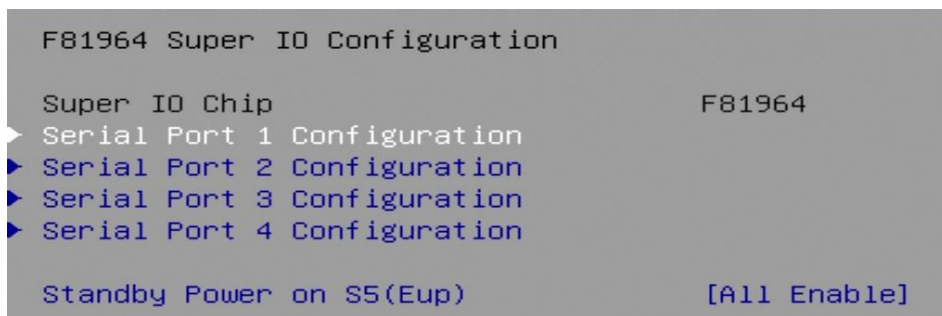 F81964 Super IO Configuration
Super IO Chip F81964
Serial Port 1 Configuration
Serial Port 2 Configuration
Serial Port 3 Configuration
Serial Port 4 Configuration
Standby Power on S5(Eup) [All Enable]